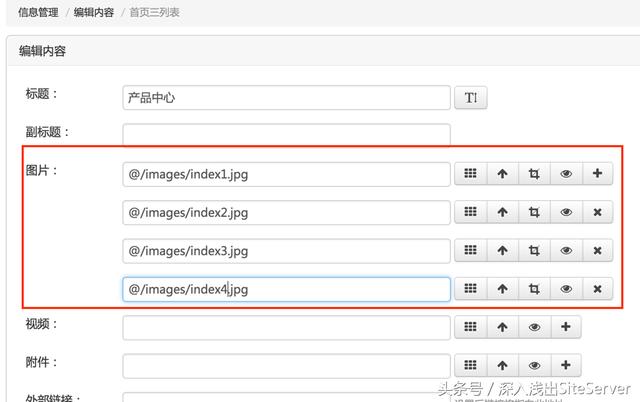 信息管理 / 编辑内容 / 首页三列表
编辑内容
标题： 产品中心
副标题：
图片： @/images/index1.jpg
@/images/index2.jpg
@/images/index3.jpg
@/images/index4.jpg
视频：
附件：
外部链接：
头条号 / 深入浅出SiteServer